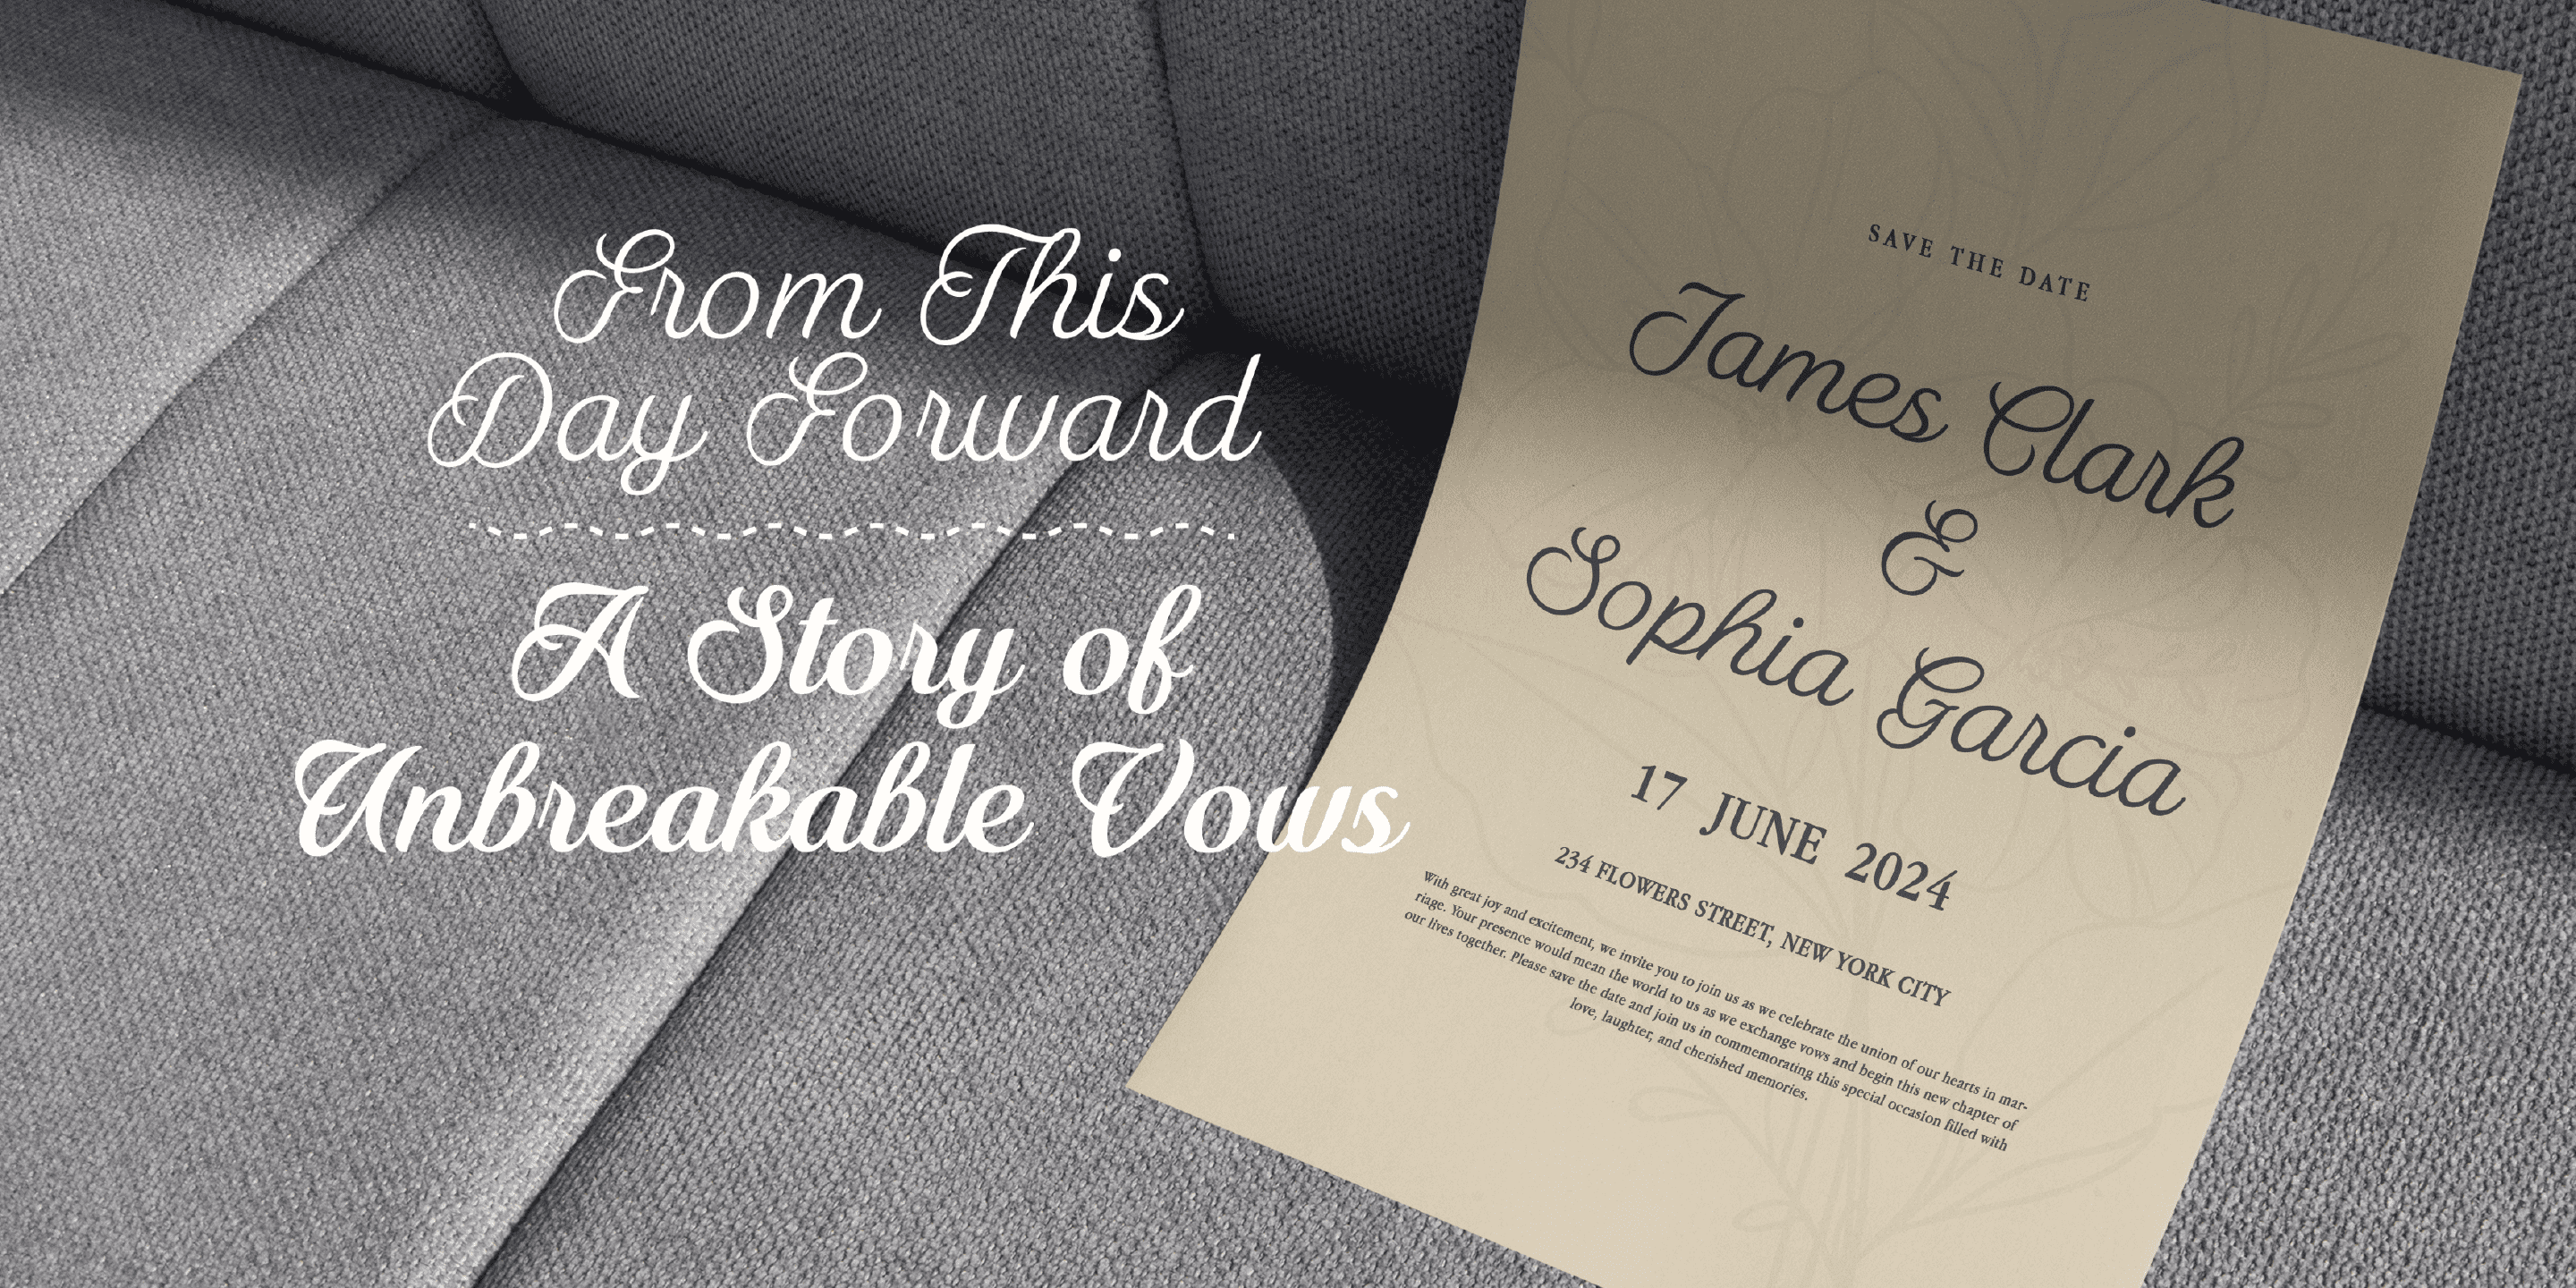 From This
Day Forward
A Story of
Unbreakable Vows
SAVE THE DATE
James Clark
&
Sophia Garcia
17 JUNE 2024
234 FLOWERS STREET, NEW YORK CITY
With great joy and excitement, we invite you to join us as we celebrate the union of our hearts in mar-
riage. Your presence would mean the world to us as we exchange vows and begin this new chapter of
our lives together. Please save the date and join us in commemorating this special occasion filled with
love, laughter, and cherished memories.